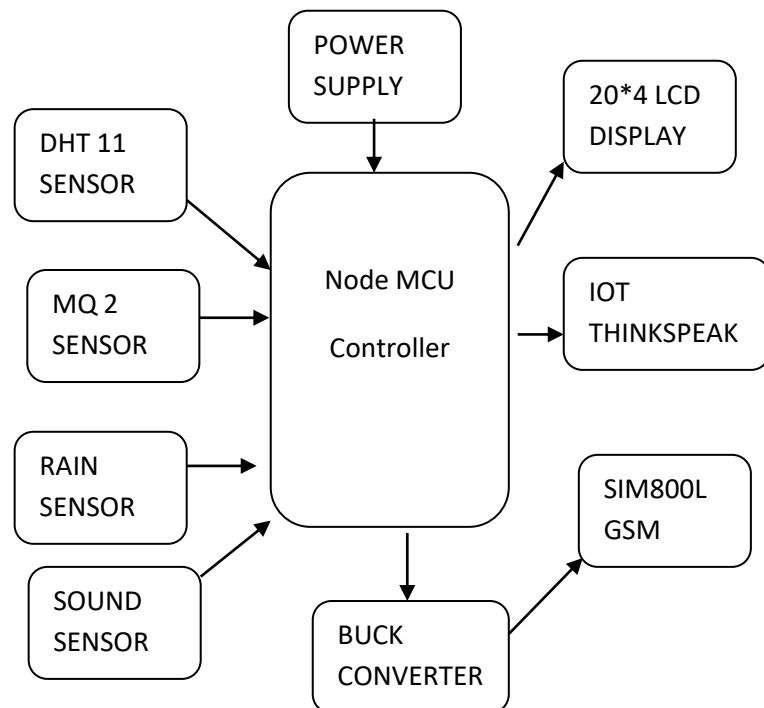 POWER
SUPPLY
20*4 LCD
DISPLAY
DHT 11
SENSOR
Node MCU
Controller
MQ 2
SENSOR
IOT
THINKSPEAK
RAIN
SENSOR
SIM800L
GSM
SOUND
SENSOR
BUCK
CONVERTER